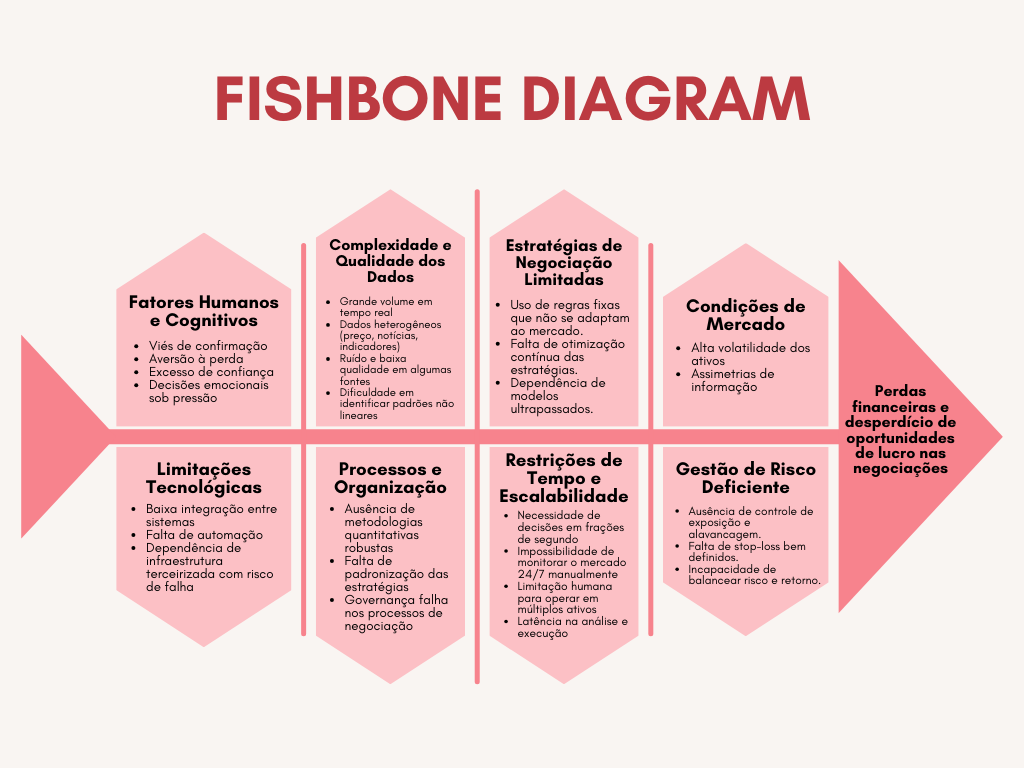 FISHBONE DIAGRAM
Fatores Humanos
e Cognitivos
• Viés de confirmação
• Aversão à perda
• Excesso de confiança
• Decisões emocionais
sob pressão
Complexidade e
Qualidade dos
Dados
• Grande volume em
tempo real
• Dados heterogêneos
(preço, notícias,
indicadores)
• Ruído e baixa
qualidade em algumas
fontes
• Dificuldade em
identificar padrões não
lineares
Estratégias de
Negociação
Limitadas
• Uso de regras fixas
que não se adaptam
ao mercado.
• Falta de otimização
contínua das
estratégias.
• Dependência de
modelos
ultrapassados.
Condições de
Mercado
• Alta volatilidade dos
ativos
• Assimetrias de
informação
Perdas
financeiras e
desperdício de
oportunidades
de lucro nas
negociações
Limitações
Tecnológicas
• Baixa integração entre
sistemas
• Falta de automação
• Dependência de
infraestrutura
terceirizada com risco
de falha
Processos e
Organização
• Ausência de
metodologias
quantitativas
robustas
• Falta de
padronização das
estratégias
• Governança falha
nos processos de
negociação
Restrições de
Tempo e
Escalabilidade
• Necessidade de
decisões em frações
de segundo
• Impossibilidade de
monitorar o mercado
24/7 manualmente
• Limitação humana
para operar em
múltiplos ativos
• Latência na análise e
execução
Gestão de Risco
Deficiente
• Ausência de controle de
exposição e
alavancagem.
• Falta de stop-loss bem
definidos.
• Incapacidade de
balancear risco e retorno.